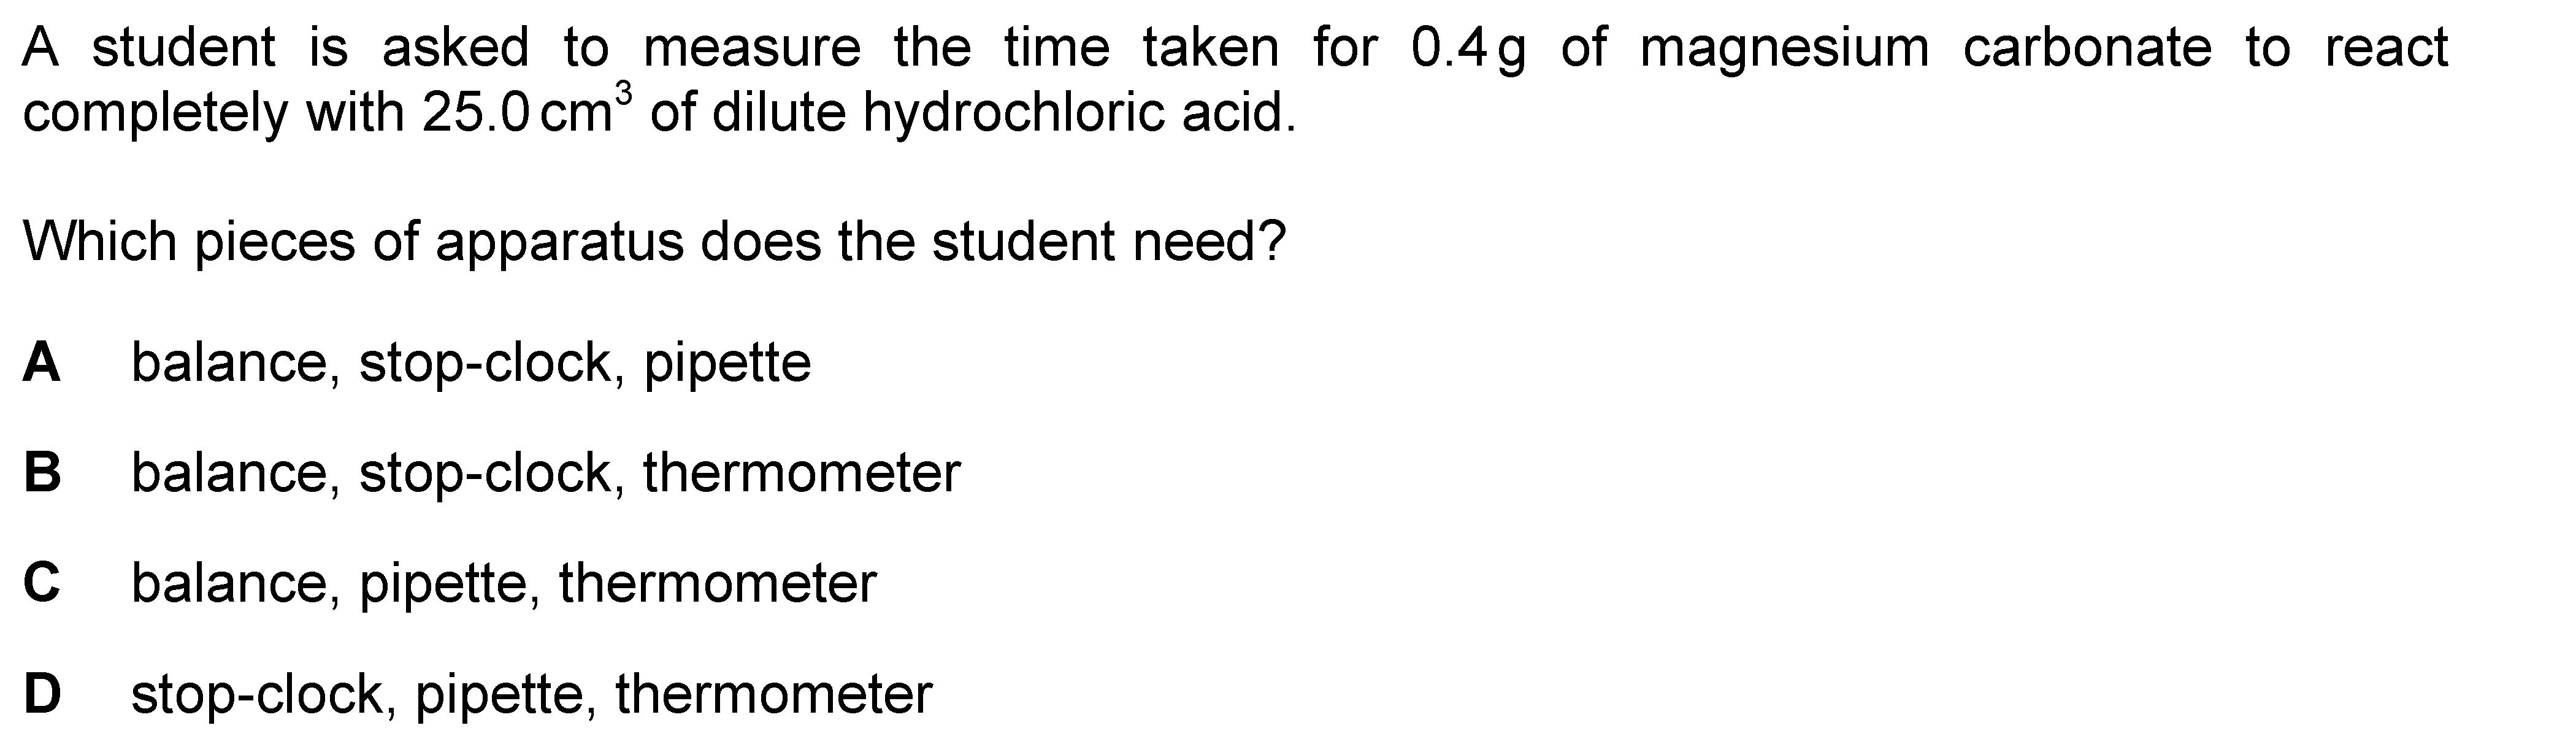 A student is asked to measure the time taken for 0.4 g of magnesium carbonate to react
completely with 25.0 cm³ of dilute hydrochloric acid.
Which pieces of apparatus does the student need?
A balance, stop-clock, pipette
B balance, stop-clock, thermometer
C balance, pipette, thermometer
D stop-clock, pipette, thermometer